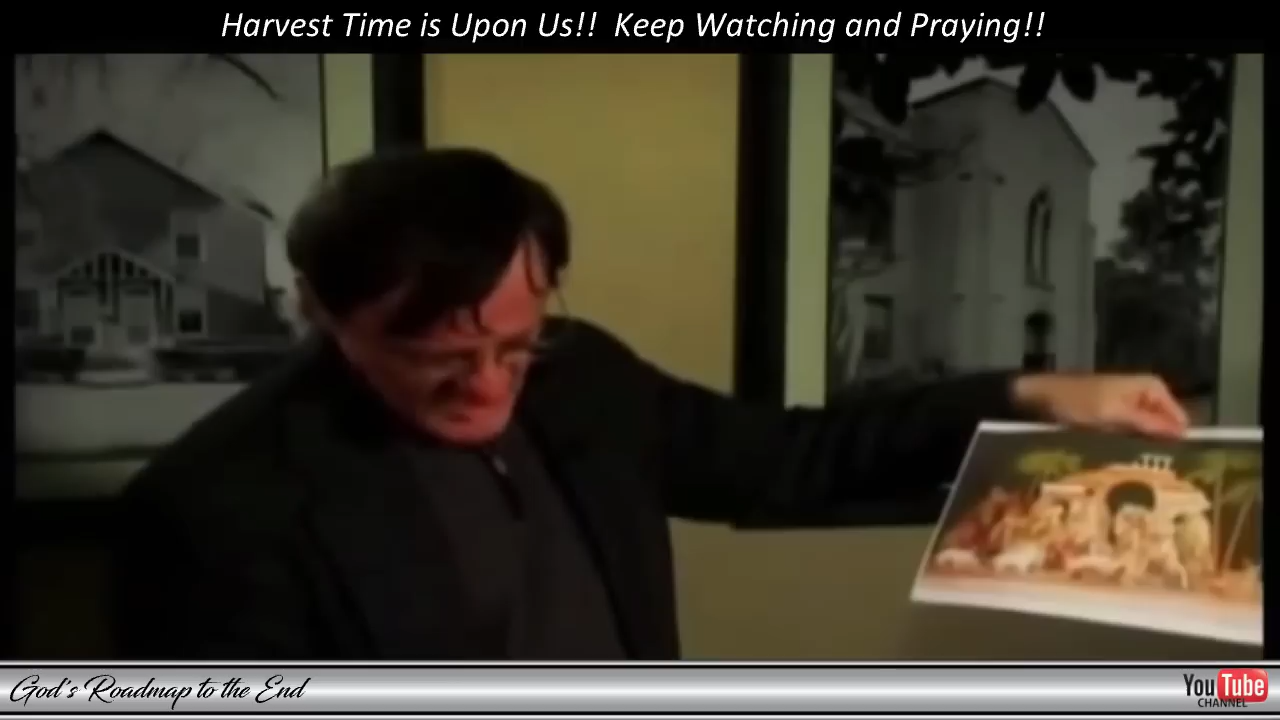 Harvest Time is Upon Us!!  Keep Watching and Praying!!
God's Roadmap to the End
YouTube
CHANNEL